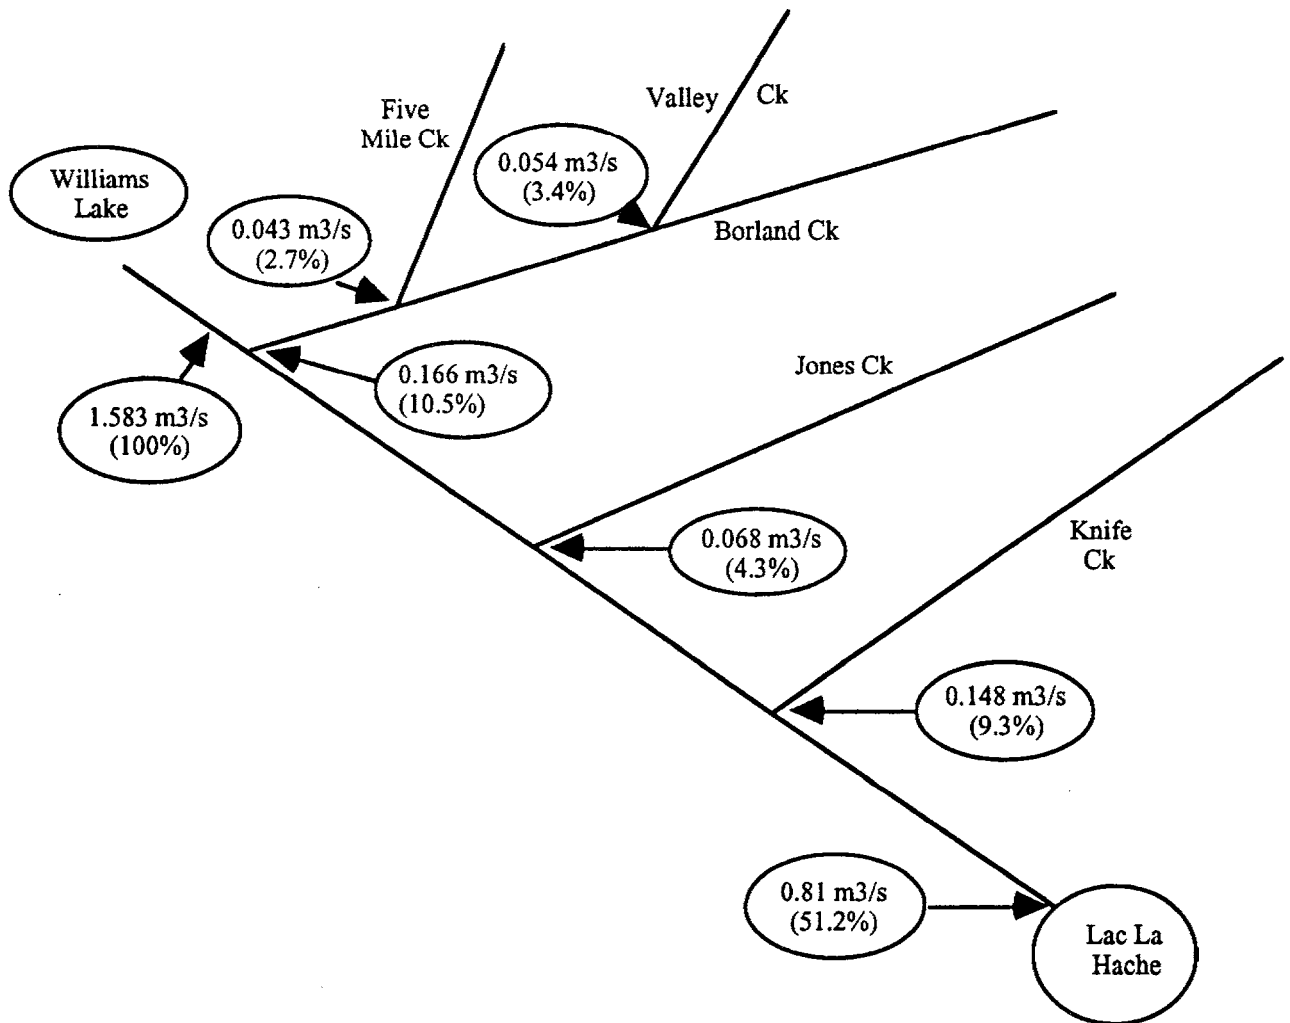 Valley Ck
Five
Mile Ck
0.054 m3/s
(3.4%)
Williams
Lake
0.043 m3/s
(2.7%)
Borland Ck
Jones Ck
0.166 m3/s
(10.5%)
1.583 m3/s
(100%)
Knife
Ck
0.068 m3/s
(4.3%)
0.148 m3/s
(9.3%)
0.81 m3/s
(51.2%)
Lac La
Hache